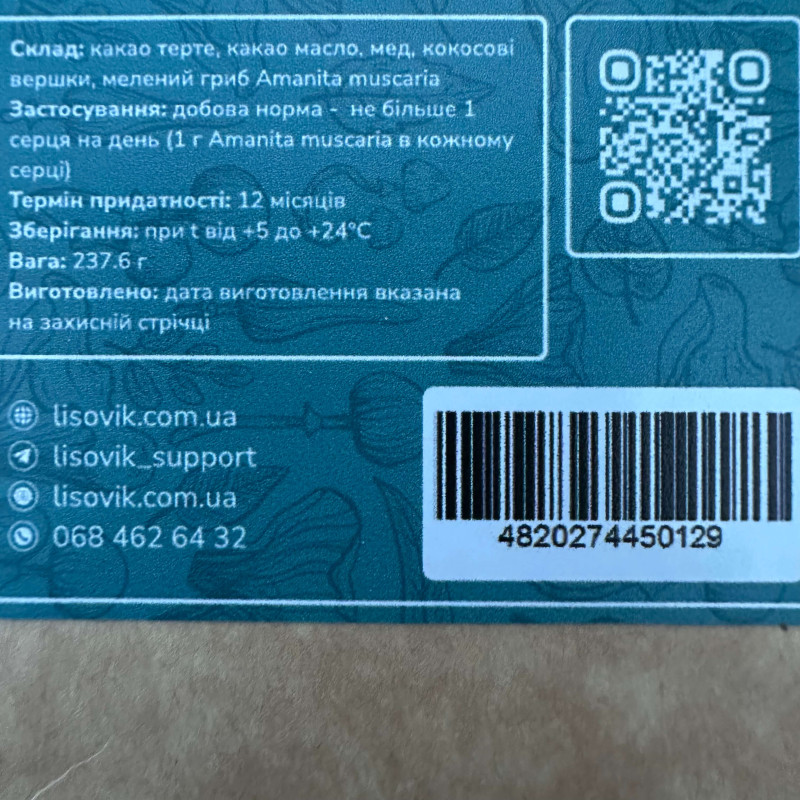 Склад: какао терте, какао масло, мед, кокосові
вершки, мелений гриб Amanita muscaria
Застосування: добова норма - не більше 1
серця на день (1 г Amanita muscaria в кожному
серці)
Термін придатності: 12 місяців
Зберігання: при t від +5 до +24°C
Вага: 237.6 г
Виготовлено: дата виготовлення вказана
на захисній стрічці
lisovik.com.ua
lisovik_support
lisovik.com.ua
068 462 64 32
4820274450129